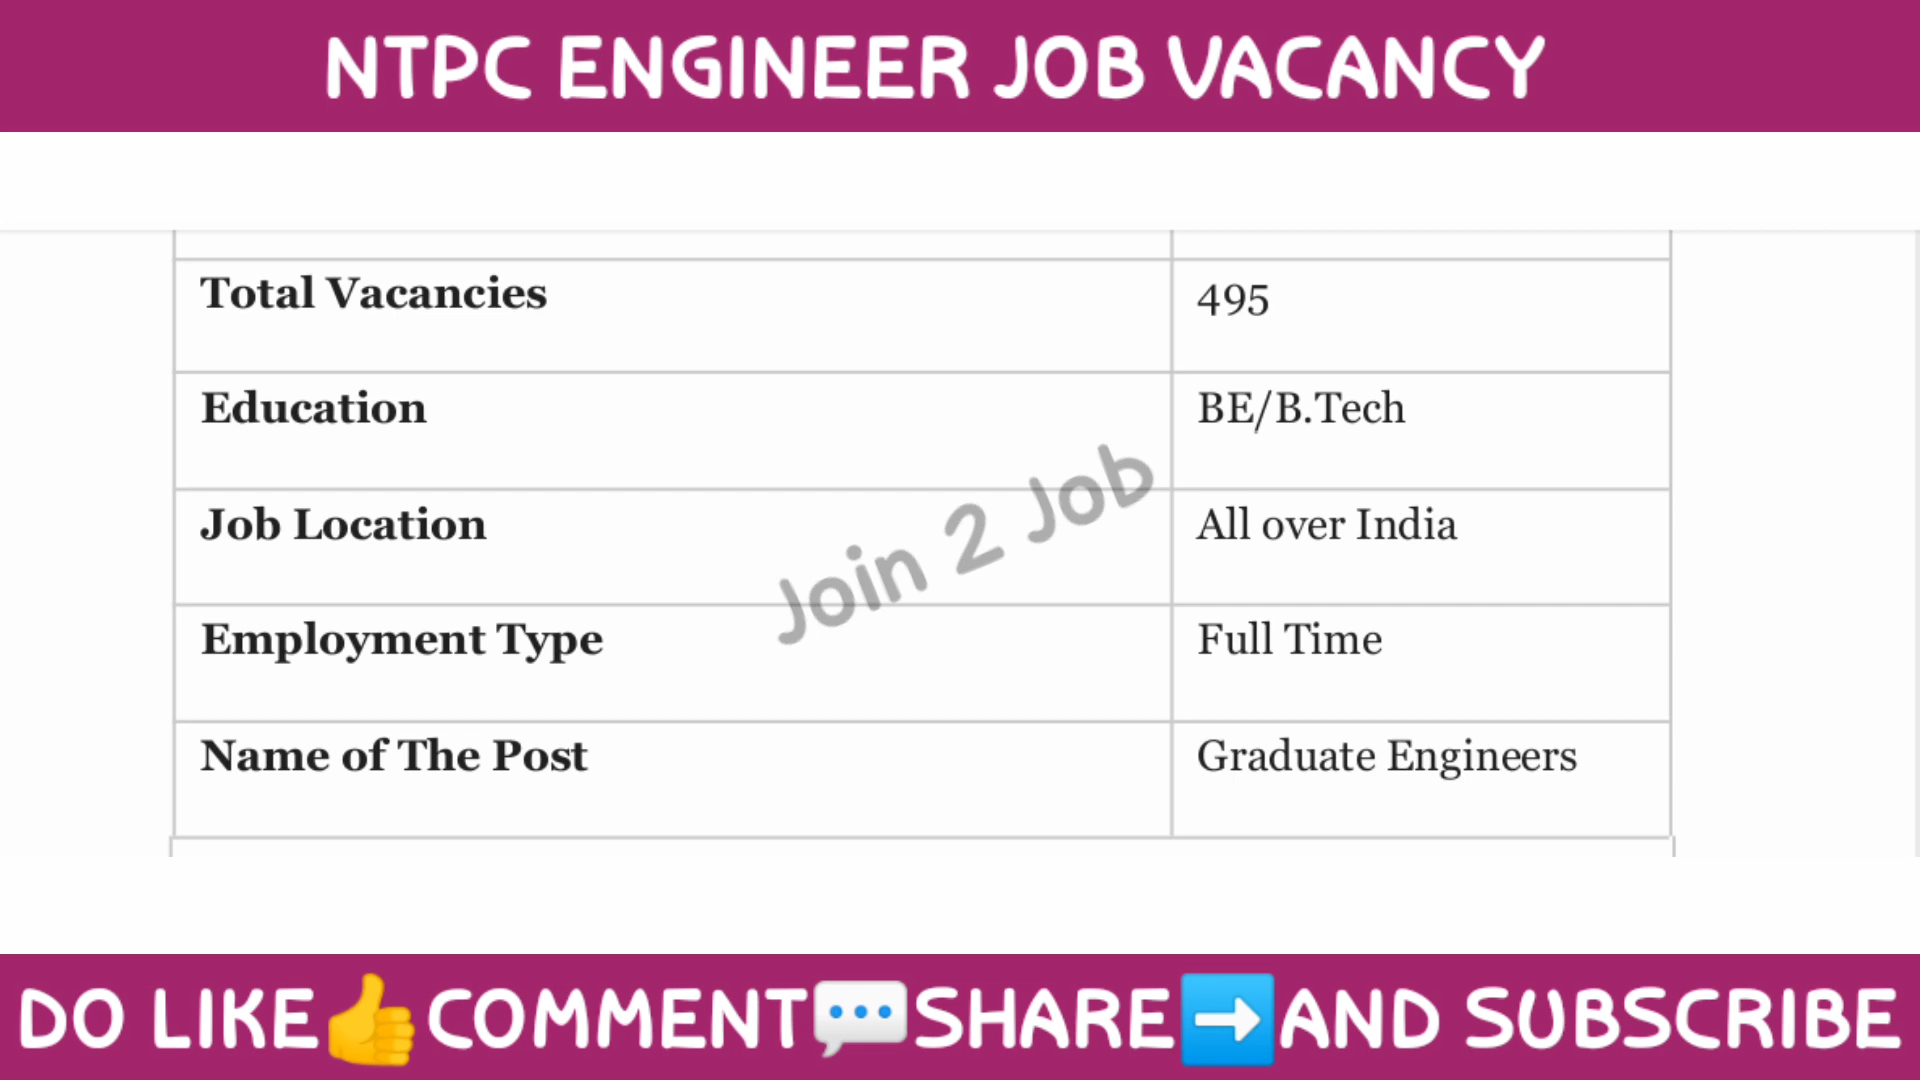 NTPC ENGINEER JOB VACANCY
Total Vacancies 495
Education BE/B.Tech
Job Location All over India
Employment Type Full Time
Name of The Post Graduate Engineers
Join 2 Job
DO LIKE👍COMMENT💬SHARE➡️AND SUBSCRIBE